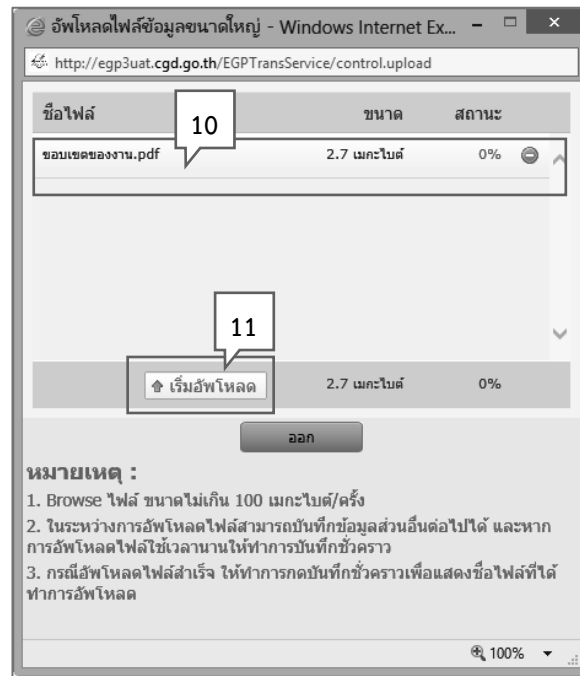 อัพโหลดไฟล์ข้อมูลขนาดใหญ่ - Windows Internet Ex...
http://egp3uat.cgd.go.th/EGPTransService/control.upload
ชื่อไฟล์ ขนาด สถานะ
10
ขอบเขตของงาน.pdf 2.7 เมกะไบต์ 0%
11
เริ่มอัพโหลด 2.7 เมกะไบต์ 0%
ออก
หมายเหตุ :
1. Browse ไฟล์ ขนาดไม่เกิน 100 เมกะไบต์/ครั้ง
2. ในระหว่างการอัพโหลดไฟล์สามารถบันทึกข้อมูลส่วนอื่นต่อไปได้ และหาก
การอัพโหลดไฟล์ใช้เวลานานให้ทำการบันทึกชั่วคราว
3. กรณีอัพโหลดไฟล์สำเร็จ ให้ทำการกดบันทึกชั่วคราวเพื่อแสดงชื่อไฟล์ที่ได้
ทำการอัพโหลด
100%